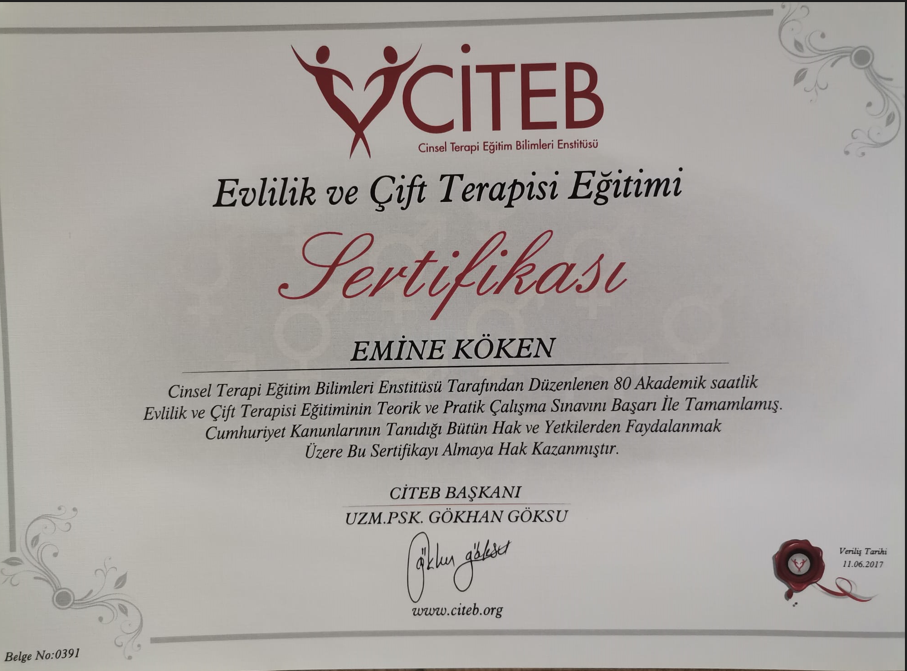 CİTEB
Cinsel Terapi Eğitim Bilimleri Enstitüsü
Evlilik ve Çift Terapisi Eğitimi
Sertifikası
EMİNE KÖKEN
Cinsel Terapi Eğitim Bilimleri Enstitüsü Tarafından Düzenlenen 80 Akademik saatlik
Evlilik ve Çift Terapisi Eğitiminin Teorik ve Pratik Çalışma Sınavını Başarı İle Tamamlamış.
Cumhuriyet Kanunlarının Tanıdığı Bütün Hak ve Yetkilerden Faydalanmak
Üzere Bu Sertifikayı Almaya Hak Kazanmıştır.
CİTEB BAŞKANI
UZM.PSK. GÖKHAN GÖKSU
gökhan göksu
www.citeb.org
Veriliş Tarihi
11.06.2017
Belge No:0391